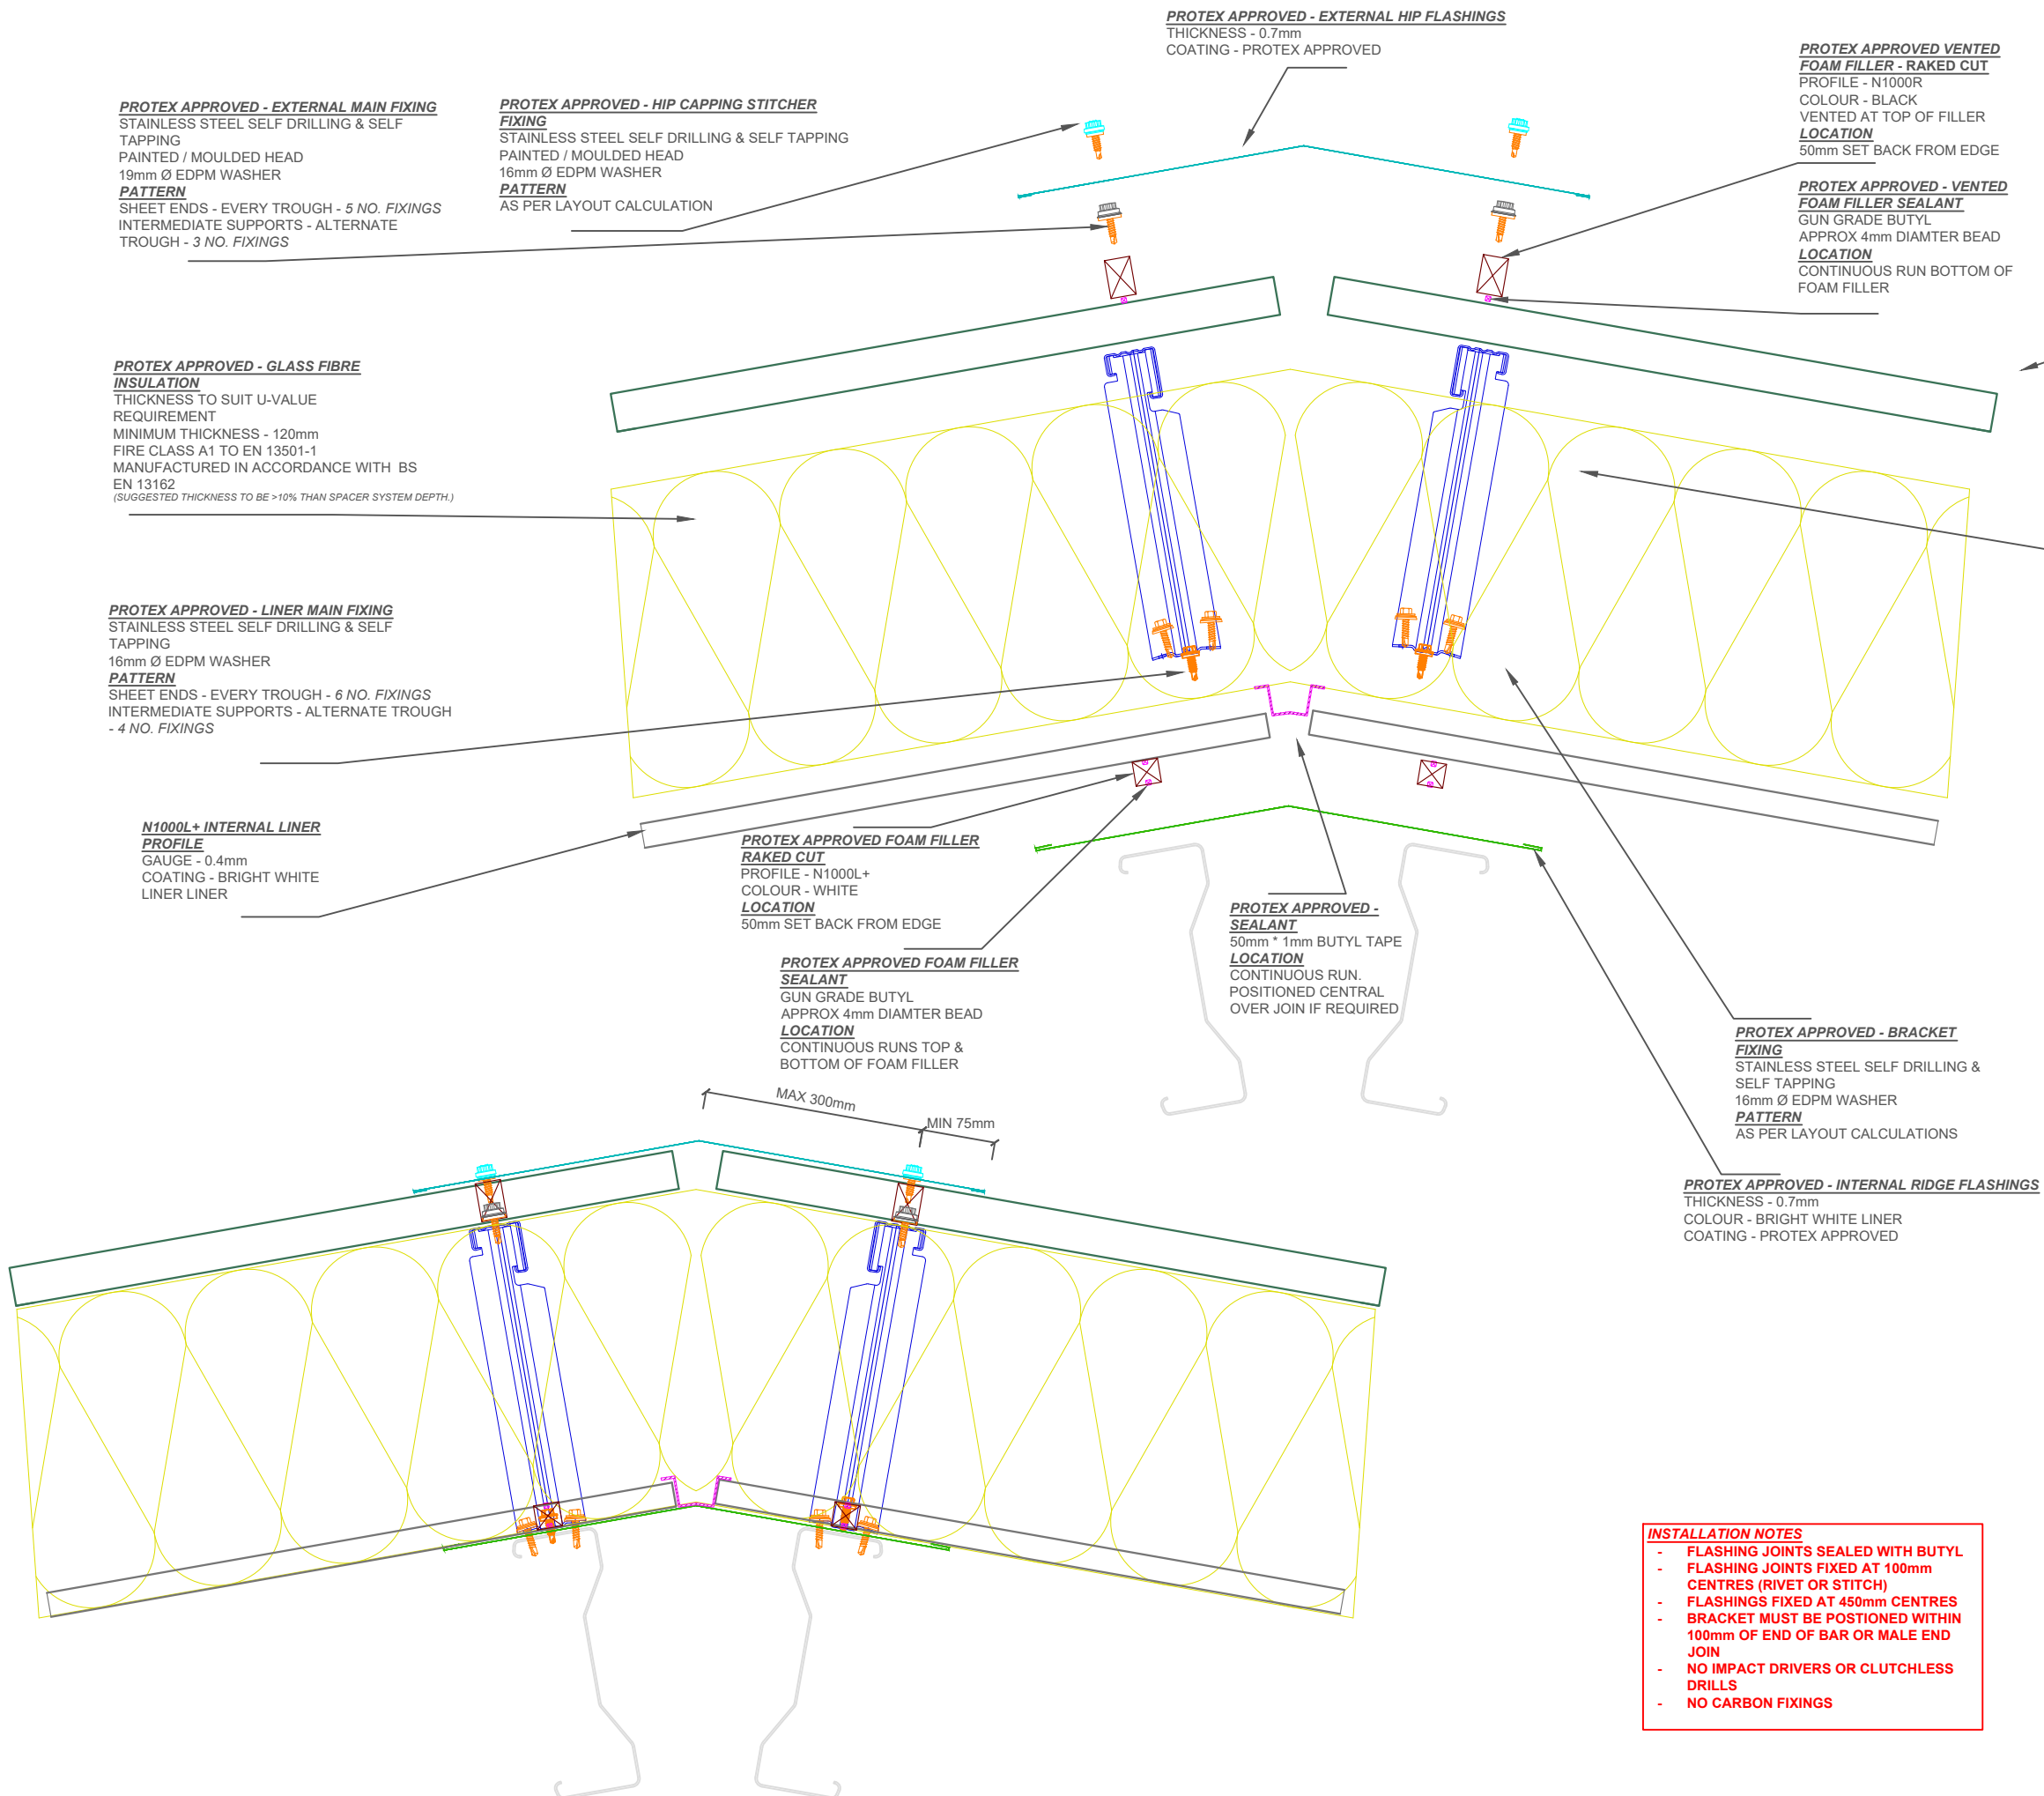 PROTEX APPROVED - EXTERNAL HIP FLASHINGS
THICKNESS - 0.7mm
COATING - PROTEX APPROVED
PROTEX APPROVED VENTED
FOAM FILLER - RAKED CUT
PROFILE - N1000R
COLOUR - BLACK
VENTED AT TOP OF FILLER
LOCATION
50mm SET BACK FROM EDGE
PROTEX APPROVED - EXTERNAL MAIN FIXING
STAINLESS STEEL SELF DRILLING & SELF
TAPPING
PAINTED / MOULDED HEAD
19mm Ø EDPM WASHER
PATTERN
SHEET ENDS - EVERY TROUGH - 5 NO. FIXINGS
INTERMEDIATE SUPPORTS - ALTERNATE
TROUGH - 3 NO. FIXINGS
PROTEX APPROVED - HIP CAPPING STITCHER
FIXING
STAINLESS STEEL SELF DRILLING & SELF TAPPING
PAINTED / MOULDED HEAD
16mm Ø EDPM WASHER
PATTERN
AS PER LAYOUT CALCULATION
PROTEX APPROVED - VENTED
FOAM FILLER SEALANT
GUN GRADE BUTYL
APPROX 4mm DIAMTER BEAD
LOCATION
CONTINUOUS RUN BOTTOM OF
FOAM FILLER
PROTEX APPROVED - GLASS FIBRE
INSULATION
THICKNESS TO SUIT U-VALUE
REQUIREMENT
MINIMUM THICKNESS - 120mm
FIRE CLASS A1 TO EN 13501-1
MANUFACTURED IN ACCORDANCE WITH BS
EN 13162
(SUGGESTED THICKNESS TO BE >10% THAN SPACER SYSTEM DEPTH.)
PROTEX APPROVED - LINER MAIN FIXING
STAINLESS STEEL SELF DRILLING & SELF
TAPPING
16mm Ø EDPM WASHER
PATTERN
SHEET ENDS - EVERY TROUGH - 6 NO. FIXINGS
INTERMEDIATE SUPPORTS - ALTERNATE TROUGH
- 4 NO. FIXINGS
N1000L+ INTERNAL LINER
PROFILE
GAUGE - 0.4mm
COATING - BRIGHT WHITE
LINER LINER
PROTEX APPROVED FOAM FILLER
RAKED CUT
PROFILE - N1000L+
COLOUR - WHITE
LOCATION
50mm SET BACK FROM EDGE
PROTEX APPROVED FOAM FILLER
SEALANT
GUN GRADE BUTYL
APPROX 4mm DIAMTER BEAD
LOCATION
CONTINUOUS RUNS TOP &
BOTTOM OF FOAM FILLER
PROTEX APPROVED -
SEALANT
50mm * 1mm BUTYL TAPE
LOCATION
CONTINUOUS RUN.
POSITIONED CENTRAL
OVER JOIN IF REQUIRED
PROTEX APPROVED - BRACKET
FIXING
STAINLESS STEEL SELF DRILLING &
SELF TAPPING
16mm Ø EDPM WASHER
PATTERN
AS PER LAYOUT CALCULATIONS
PROTEX APPROVED - INTERNAL RIDGE FLASHINGS
THICKNESS - 0.7mm
COLOUR - BRIGHT WHITE LINER
COATING - PROTEX APPROVED
MAX 300mm
MIN 75mm
INSTALLATION NOTES
- FLASHING JOINTS SEALED WITH BUTYL
- FLASHING JOINTS FIXED AT 100mm
CENTRES (RIVET OR STITCH)
- FLASHINGS FIXED AT 450mm CENTRES
- BRACKET MUST BE POSTIONED WITHIN
100mm OF END OF BAR OR MALE END
JOIN
- NO IMPACT DRIVERS OR CLUTCHLESS
DRILLS
- NO CARBON FIXINGS